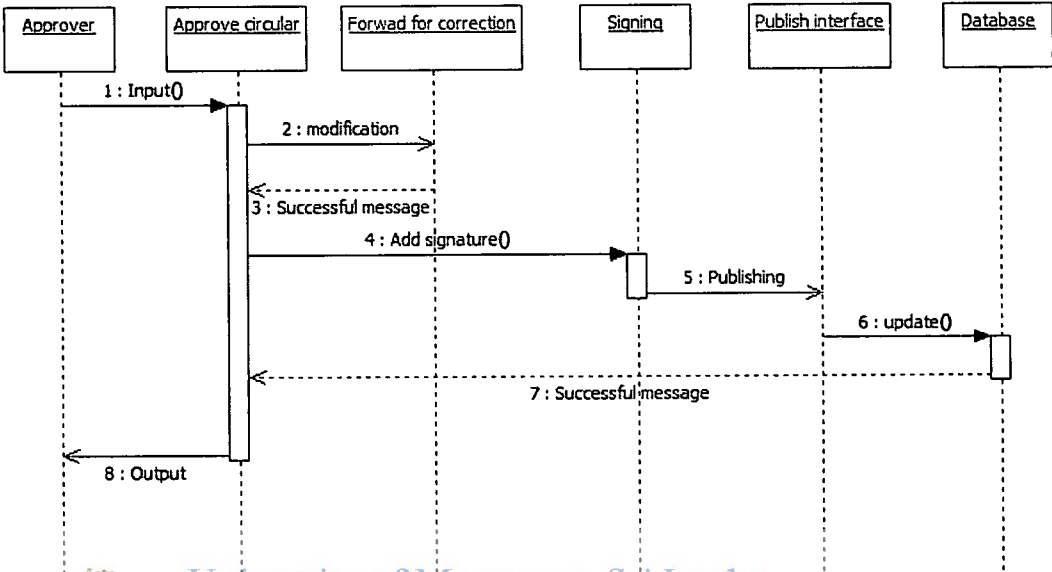 Approver
Approve circular
Forwad for correction
Signing
Publish interface
Database
1 : Input()
2 : modification
3 : Successful message
4 : Add signature()
5 : Publishing
6 : update()
7 : Successful message
8 : Output